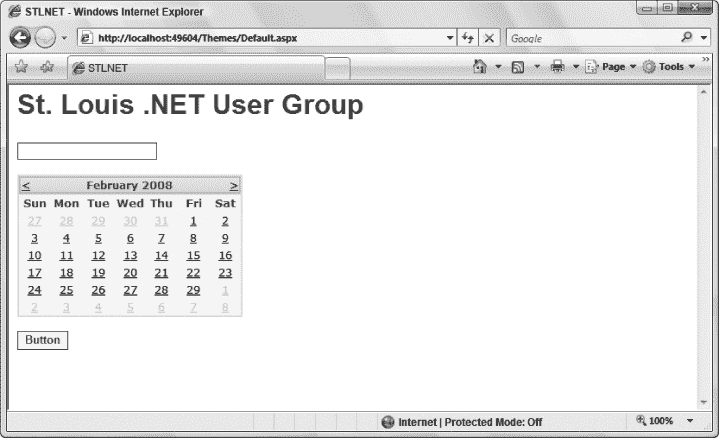 STLNET - Windows Internet Explorer
http://localhost:49604/Themes/Default.aspx
Google
STLNET
Page
Tools
St. Louis .NET User Group
< February 2008 >
Sun Mon Tue Wed Thu Fri Sat
27 28 29 30 31 1 2
3 4 5 6 7 8 9
10 11 12 13 14 15 16
17 18 19 20 21 22 23
24 25 26 27 28 29 1
2 3 4 5 6 7 8
Button
Internet | Protected Mode: Off
100%